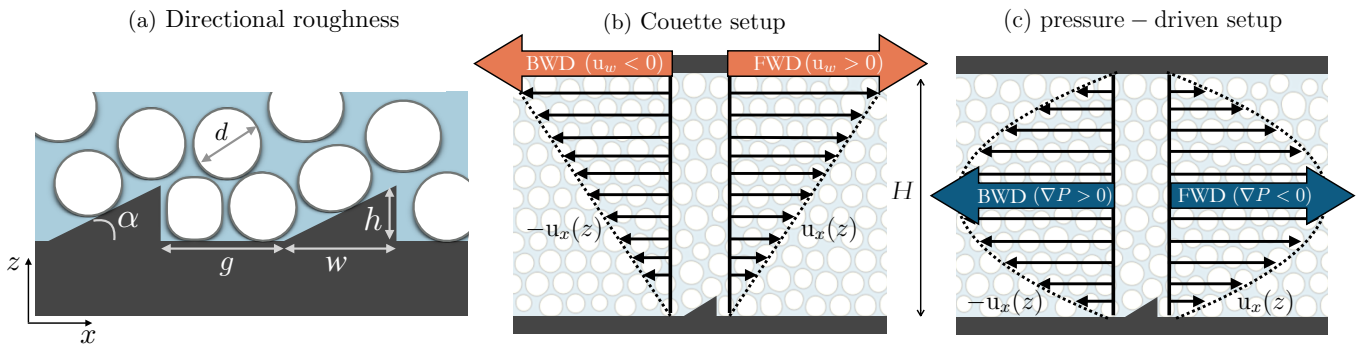 (a) Directional roughness
d
α
h
g
w
z
x
(b) Couette setup
BWD (u_w < 0)
FWD (u_w > 0)
−u_x(z)
u_x(z)
H
(c) pressure − driven setup
BWD (∇P > 0)
FWD (∇P < 0)
−u_x(z)
u_x(z)